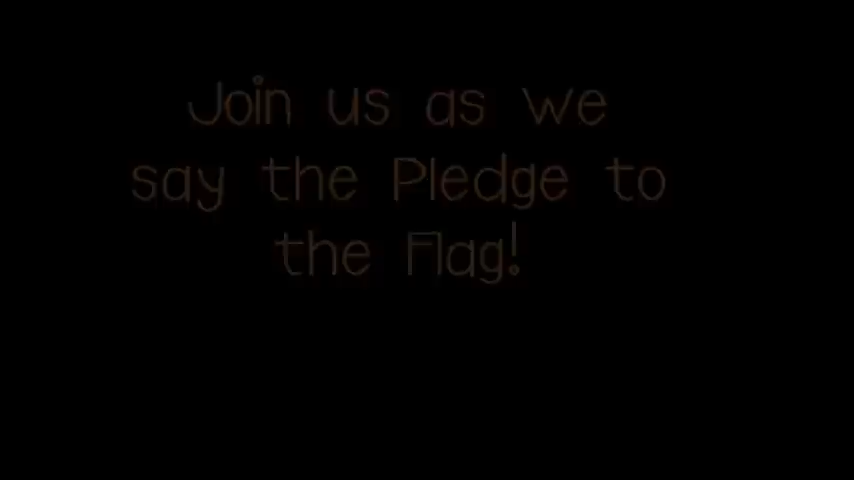 Join us as we
say the Pledge to
the Flag!